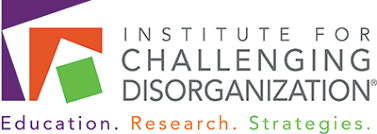 INSTITUTE FOR
CHALLENGING
DISORGANIZATION®
Education. Research. Strategies.